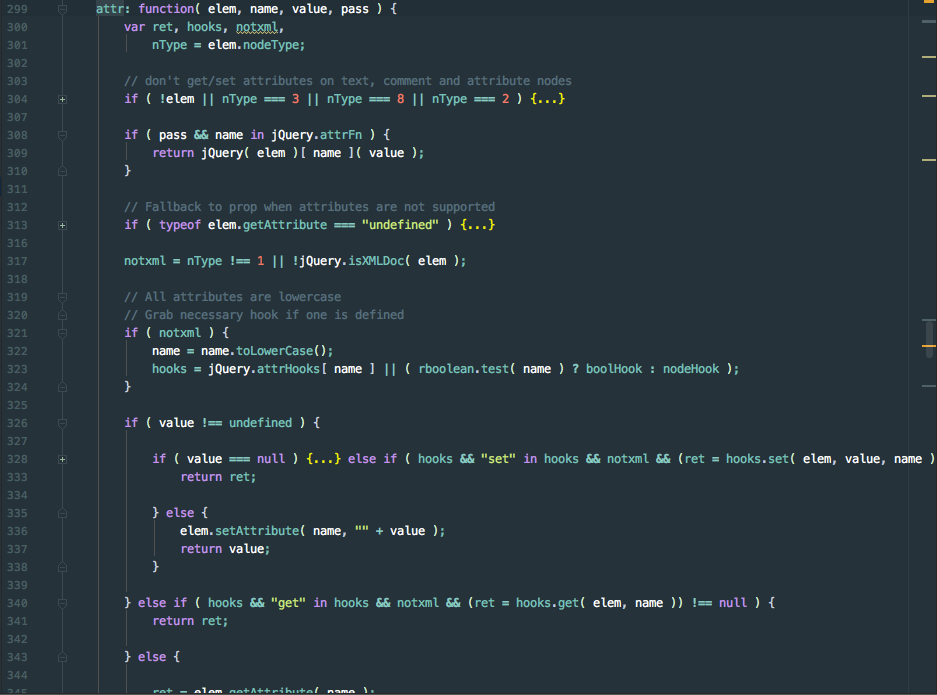 299 attr: function( elem, name, value, pass ) {
300 var ret, hooks, notxml,
301 nType = elem.nodeType;
302
303 // don't get/set attributes on text, comment and attribute nodes
304 if ( !elem || nType === 3 || nType === 8 || nType === 2 ) {...}
307
308 if ( pass && name in jQuery.attrFn ) {
309 return jQuery( elem )[ name ]( value );
310 }
311
312 // Fallback to prop when attributes are not supported
313 if ( typeof elem.getAttribute === "undefined" ) {...}
316
317 notxml = nType !== 1 || !jQuery.isXMLDoc( elem );
318
319 // All attributes are lowercase
320 // Grab necessary hook if one is defined
321 if ( notxml ) {
322 name = name.toLowerCase();
323 hooks = jQuery.attrHooks[ name ] || ( rboolean.test( name ) ? boolHook : nodeHook );
324 }
325
326 if ( value !== undefined ) {
327
328 if ( value === null ) {...} else if ( hooks && "set" in hooks && notxml && (ret = hooks.set( elem, value, name )
333 return ret;
334
335 } else {
336 elem.setAttribute( name, "" + value );
337 return value;
338 }
339
340 } else if ( hooks && "get" in hooks && notxml && (ret = hooks.get( elem, name )) !== null ) {
341 return ret;
342
343 } else {
344
345 ret = elem.getAttribute( name );